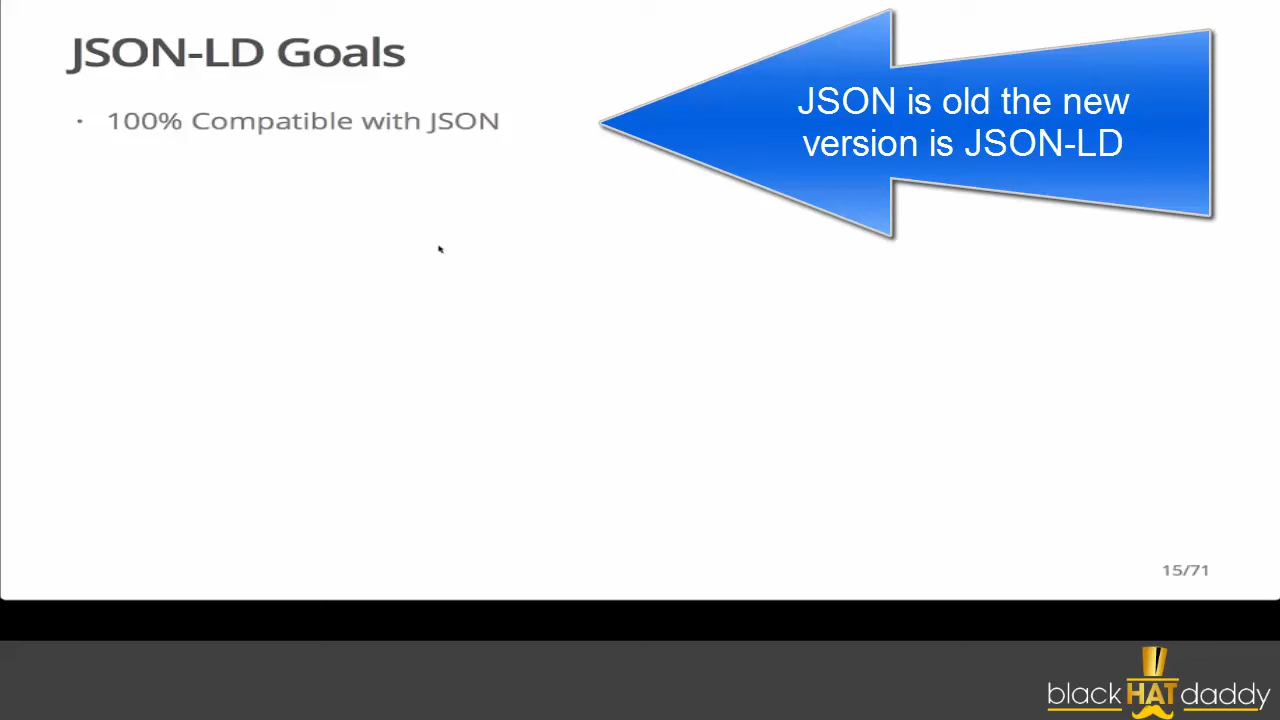 JSON-LD Goals
· 100% Compatible with JSON
JSON is old the new
version is JSON-LD
15/71
blackHATdaddy